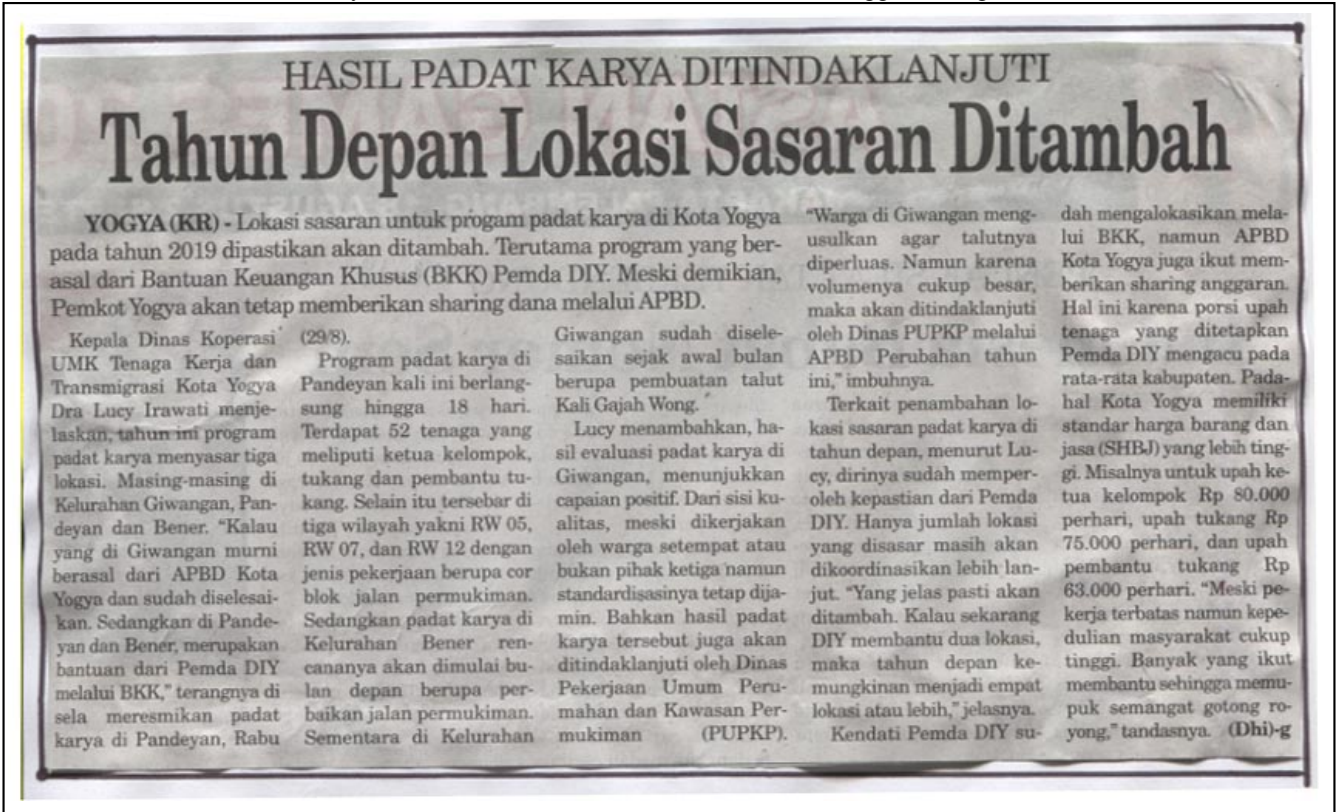 HASIL PADAT KARYA DITINDAKLANJUTI
Tahun Depan Lokasi Sasaran Ditambah
YOGYA (KR) - Lokasi sasaran untuk progam padat karya di Kota Yogya
pada tahun 2019 dipastikan akan ditambah. Terutama program yang ber-
asal dari Bantuan Keuangan Khusus (BKK) Pemda DIY. Meski demikian,
Pemkot Yogya akan tetap memberikan sharing dana melalui APBD.
Kepala Dinas Koperasi
UMK Tenaga Kerja dan
Transmigrasi Kota Yogya
Dra Lucy Irawati menje-
laskan, tahun ini program
padat karya menyasar tiga
lokasi. Masing-masing di
Kelurahan Giwangan, Pan-
deyan dan Bener. "Kalau
yang di Giwangan murni
berasal dari APBD Kota
Yogya dan sudah diselesai-
kan. Sedangkan di Pande-
yan dan Bener, merupakan
bantuan dari Pemda DIY
melalui BKK," terangnya di
sela meresmikan padat
karya di Pandeyan, Rabu
(29/8).
Program padat karya di
Pandeyan kali ini berlang-
sung hingga 18 hari.
Terdapat 52 tenaga yang
meliputi ketua kelompok,
tukang dan pembantu tu-
kang. Selain itu tersebar di
tiga wilayah yakni RW 05,
RW 07, dan RW 12 dengan
jenis pekerjaan berupa cor
blok jalan permukiman.
Sedangkan padat karya di
Kelurahan Bener ren-
cananya akan dimulai bu-
lan depan berupa per-
baikan jalan permukiman.
Sementara di Kelurahan
Giwangan sudah disele-
saikan sejak awal bulan
berupa pembuatan talut
Kali Gajah Wong.
Lucy menambahkan, ha-
sil evaluasi padat karya di
Giwangan, menunjukkan
capaian positif. Dari sisi ku-
alitas, meski dikerjakan
oleh warga setempat atau
bukan pihak ketiga namun
standardisasinya tetap dija-
min. Bahkan hasil padat
karya tersebut juga akan
ditindaklanjuti oleh Dinas
Pekerjaan Umum Peru-
mahan dan Kawasan Per-
mukiman (PUPKP).
"Warga di Giwangan meng-
usulkan agar talutnya
diperluas. Namun karena
volumenya cukup besar,
maka akan ditindaklanjuti
oleh Dinas PUPKP melalui
APBD Perubahan tahun
ini," imbuhnya.
Terkait penambahan lo-
kasi sasaran padat karya di
tahun depan, menurut Lu-
cy, dirinya sudah memper-
oleh kepastian dari Pemda
DIY. Hanya jumlah lokasi
yang disasar masih akan
dikoordinasikan lebih lan-
jut. "Yang jelas pasti akan
ditambah. Kalau sekarang
DIY membantu dua lokasi,
maka tahun depan ke-
mungkinan menjadi empat
lokasi atau lebih," jelasnya.
Kendati Pemda DIY su-
dah mengalokasikan mela-
lui BKK, namun APBD
Kota Yogya juga ikut mem-
berikan sharing anggaran.
Hal ini karena porsi upah
tenaga yang ditetapkan
Pemda DIY mengacu pada
rata-rata kabupaten. Pada-
hal Kota Yogya memiliki
standar harga barang dan
jasa (SHBJ) yang lebih ting-
gi. Misalnya untuk upah ke-
tua kelompok Rp 80.000
perhari, upah tukang Rp
75.000 perhari, dan upah
pembantu tukang Rp
63.000 perhari. "Meski pe-
kerja terbatas namun kepe-
dulian masyarakat cukup
tinggi. Banyak yang ikut
membantu sehingga memu-
puk semangat gotong ro-
yong," tandasnya. (Dhi)-g